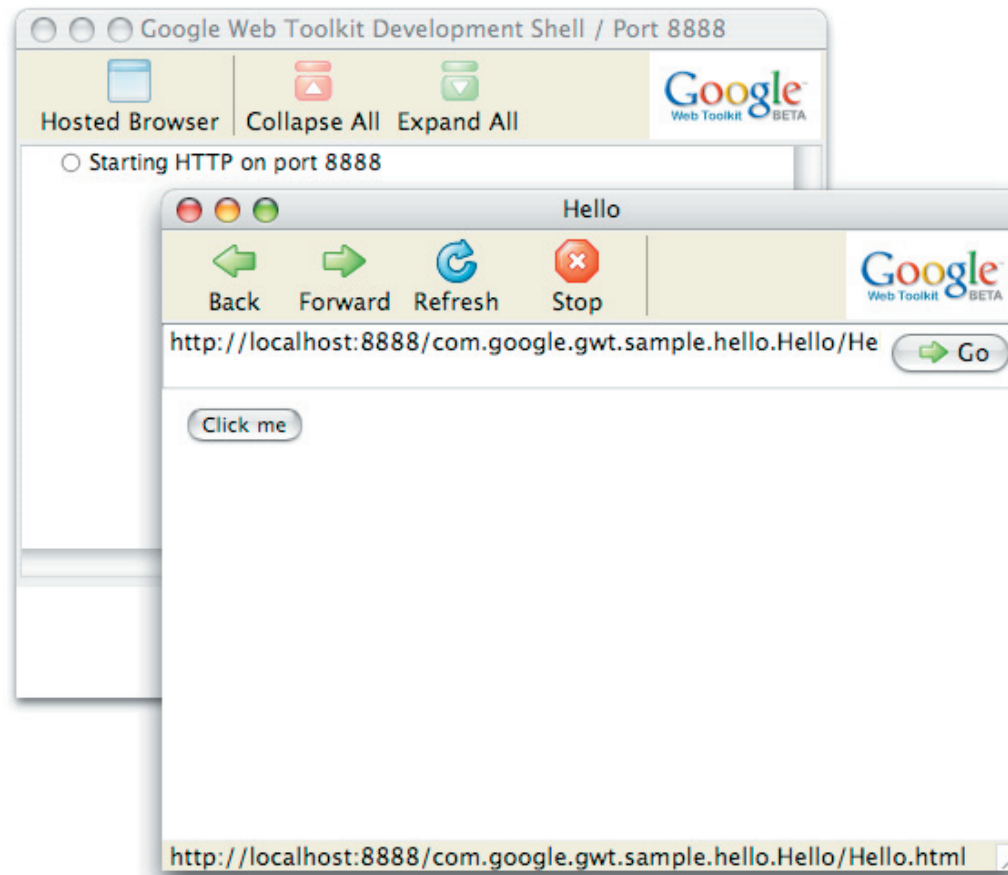 Google Web Toolkit Development Shell / Port 8888
Hosted Browser Collapse All Expand All
Google™
Web Toolkit BETA
Starting HTTP on port 8888
Hello
Back Forward Refresh Stop
Google™
Web Toolkit BETA
http://localhost:8888/com.google.gwt.sample.hello.Hello/He Go
Click me
http://localhost:8888/com.google.gwt.sample.hello.Hello/Hello.html